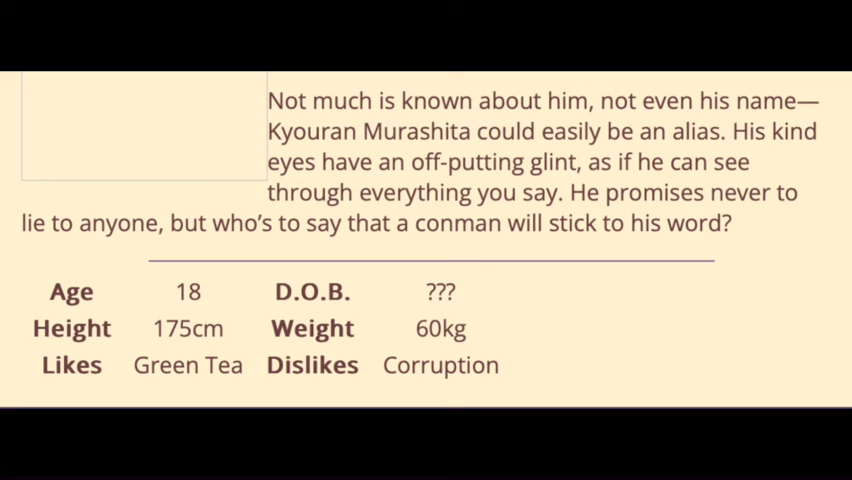 Not much is known about him, not even his name—
Kyouran Murashita could easily be an alias. His kind
eyes have an off-putting glint, as if he can see
through everything you say. He promises never to
lie to anyone, but who’s to say that a conman will stick to his word?
Age 18 D.O.B. ???
Height 175cm Weight 60kg
Likes Green Tea Dislikes Corruption